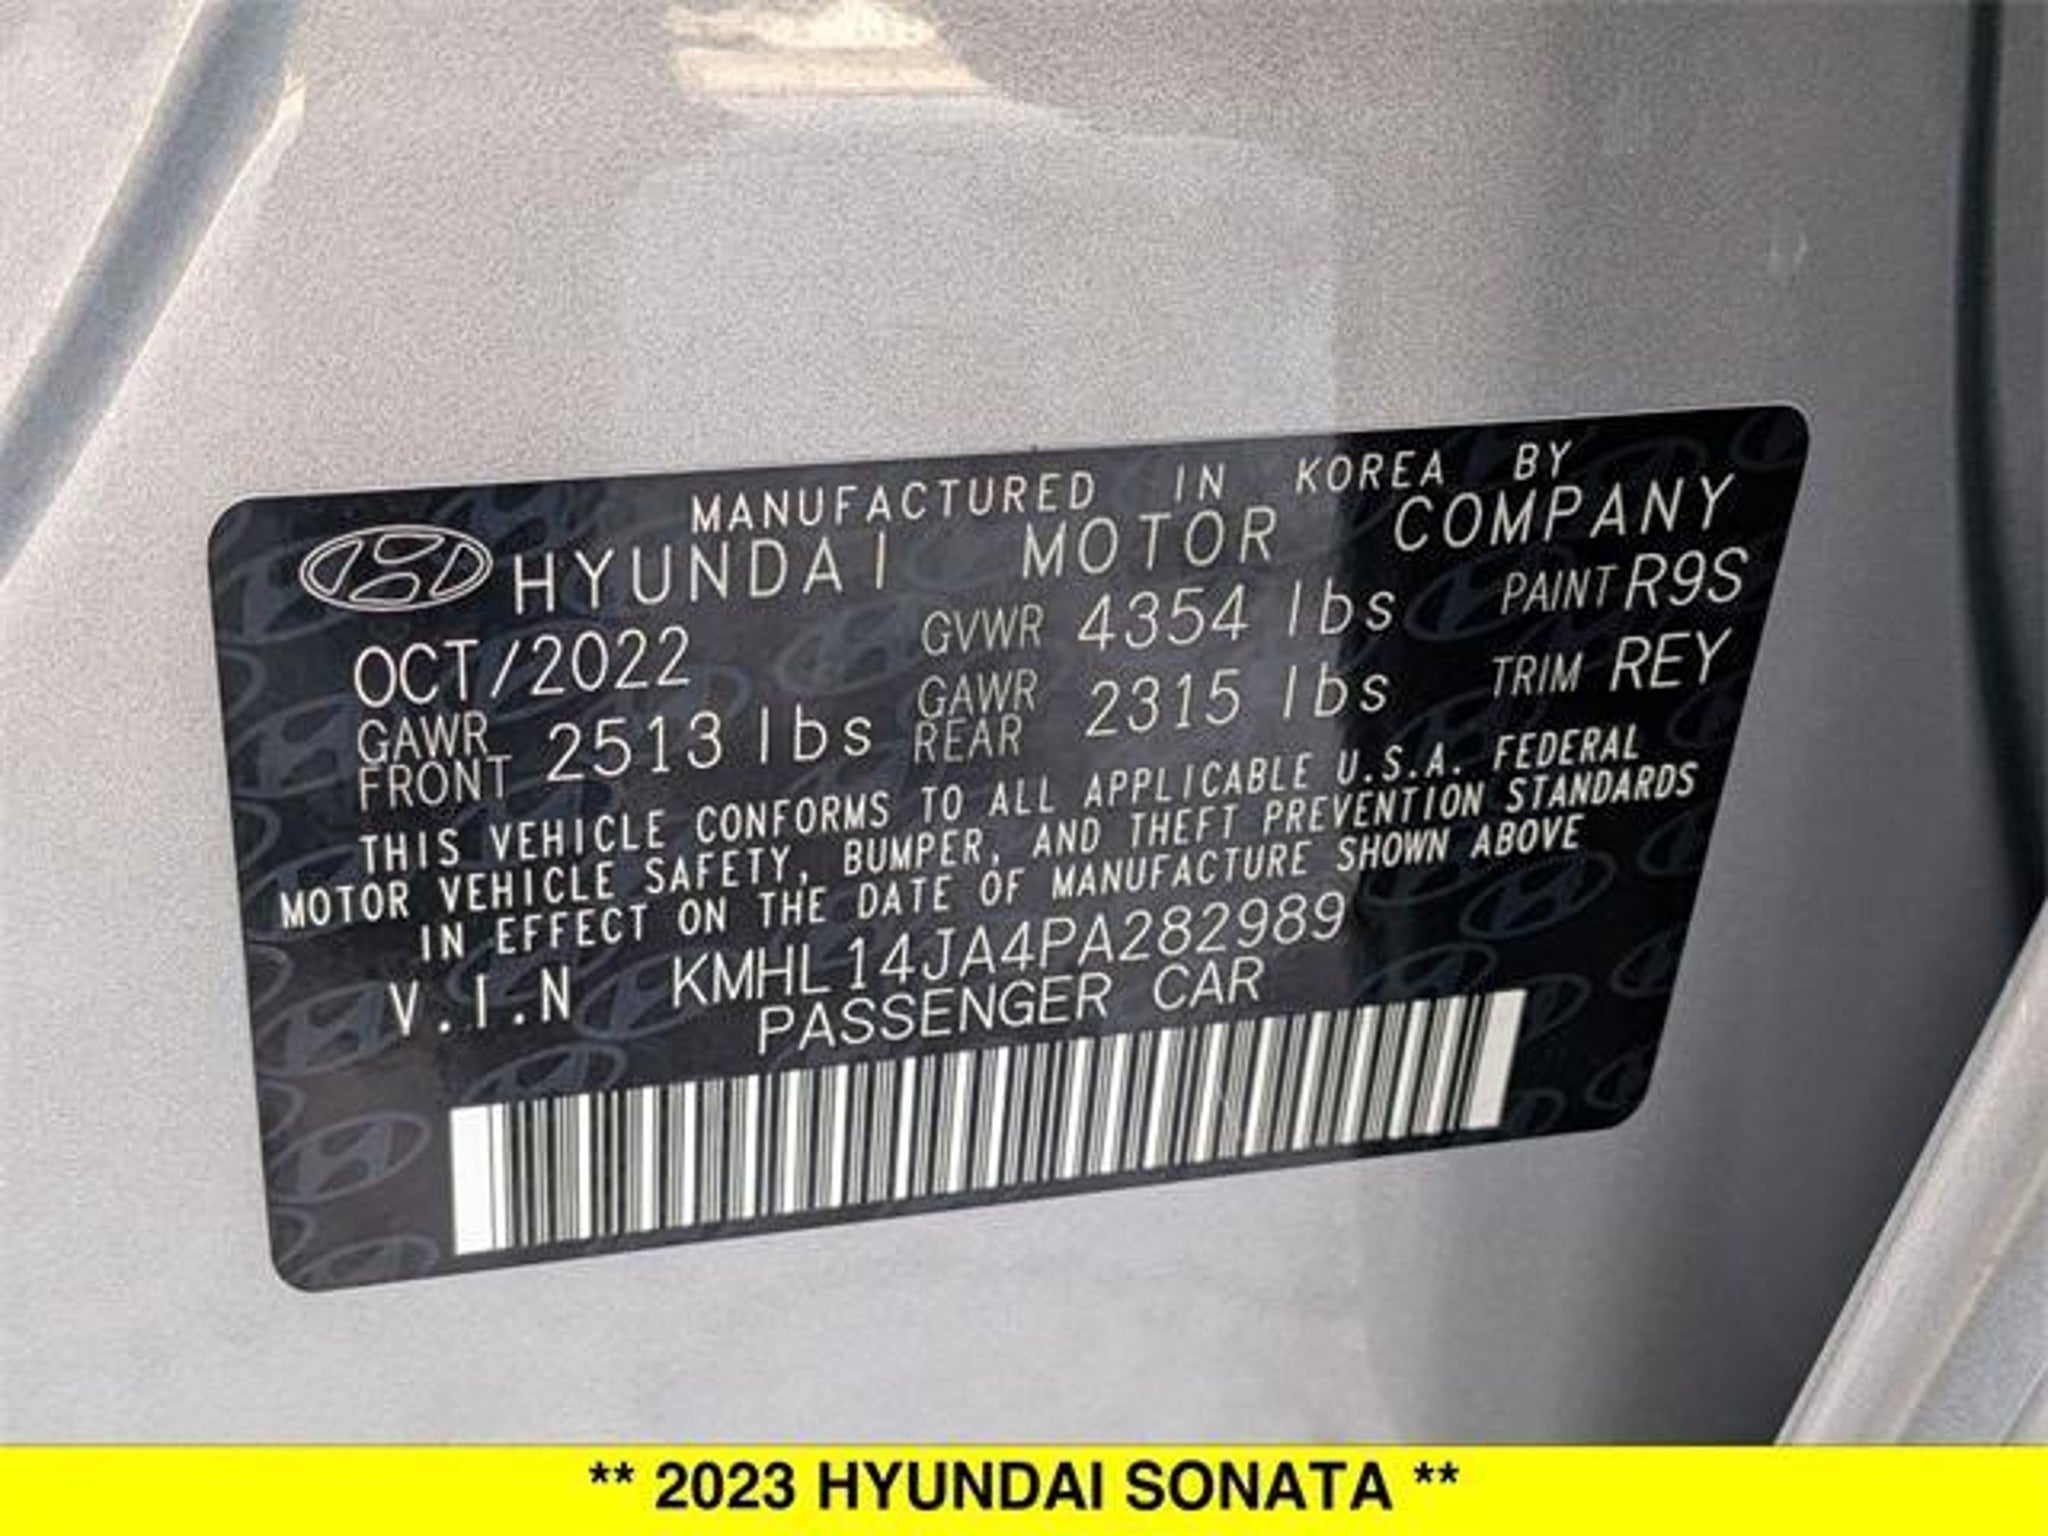 MANUFACTURED IN KOREA BY
HYUNDAI MOTOR COMPANY
OCT/2022 GVWR 4354 lbs PAINT R9S
GAWR FRONT 2513 lbs GAWR REAR 2315 lbs TRIM REY
THIS VEHICLE CONFORMS TO ALL APPLICABLE U.S.A. FEDERAL
MOTOR VEHICLE SAFETY, BUMPER, AND THEFT PREVENTION STANDARDS
IN EFFECT ON THE DATE OF MANUFACTURE SHOWN ABOVE
V.I.N KMHL14JA4PA282989
PASSENGER CAR
** 2023 HYUNDAI SONATA **